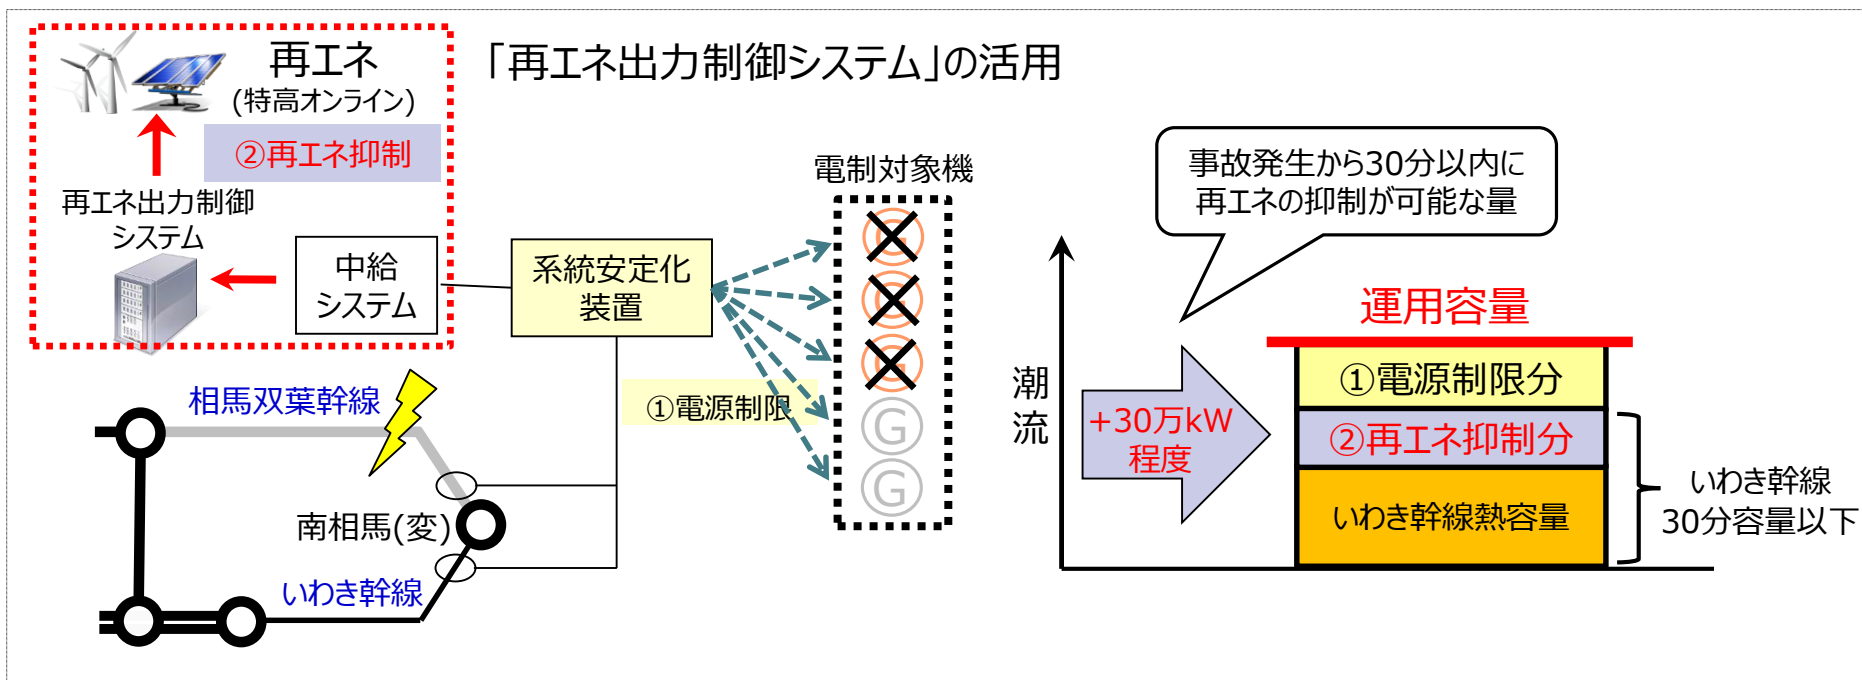 「再エネ出力制御システム」の活用
再エネ
(特高オンライン)
②再エネ抑制
再エネ出力制御
システム
中給
システム
系統安定化
装置
電制対象機
G
G
G
G
G
①電源制限
相馬双葉幹線
南相馬(変)
いわき幹線
事故発生から30分以内に
再エネの抑制が可能な量
潮流
+30万kW
程度
運用容量
①電源制限分
②再エネ抑制分
いわき幹線熱容量
いわき幹線
30分容量以下